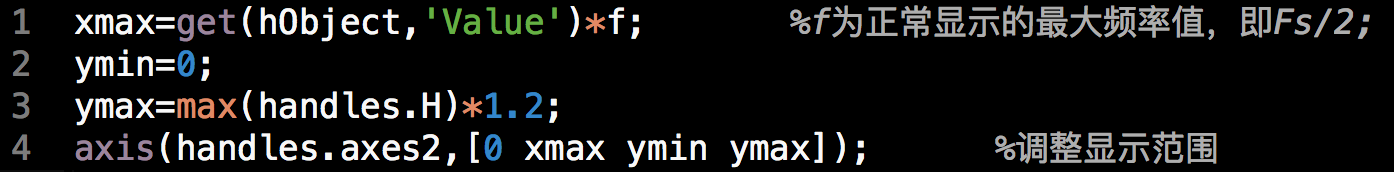 1 xmax=get(hObject,'Value')*f; %f为正常显示的最大频率值，即Fs/2;
2 ymin=0;
3 ymax=max(handles.H)*1.2;
4 axis(handles.axes2,[0 xmax ymin ymax]); %调整显示范围